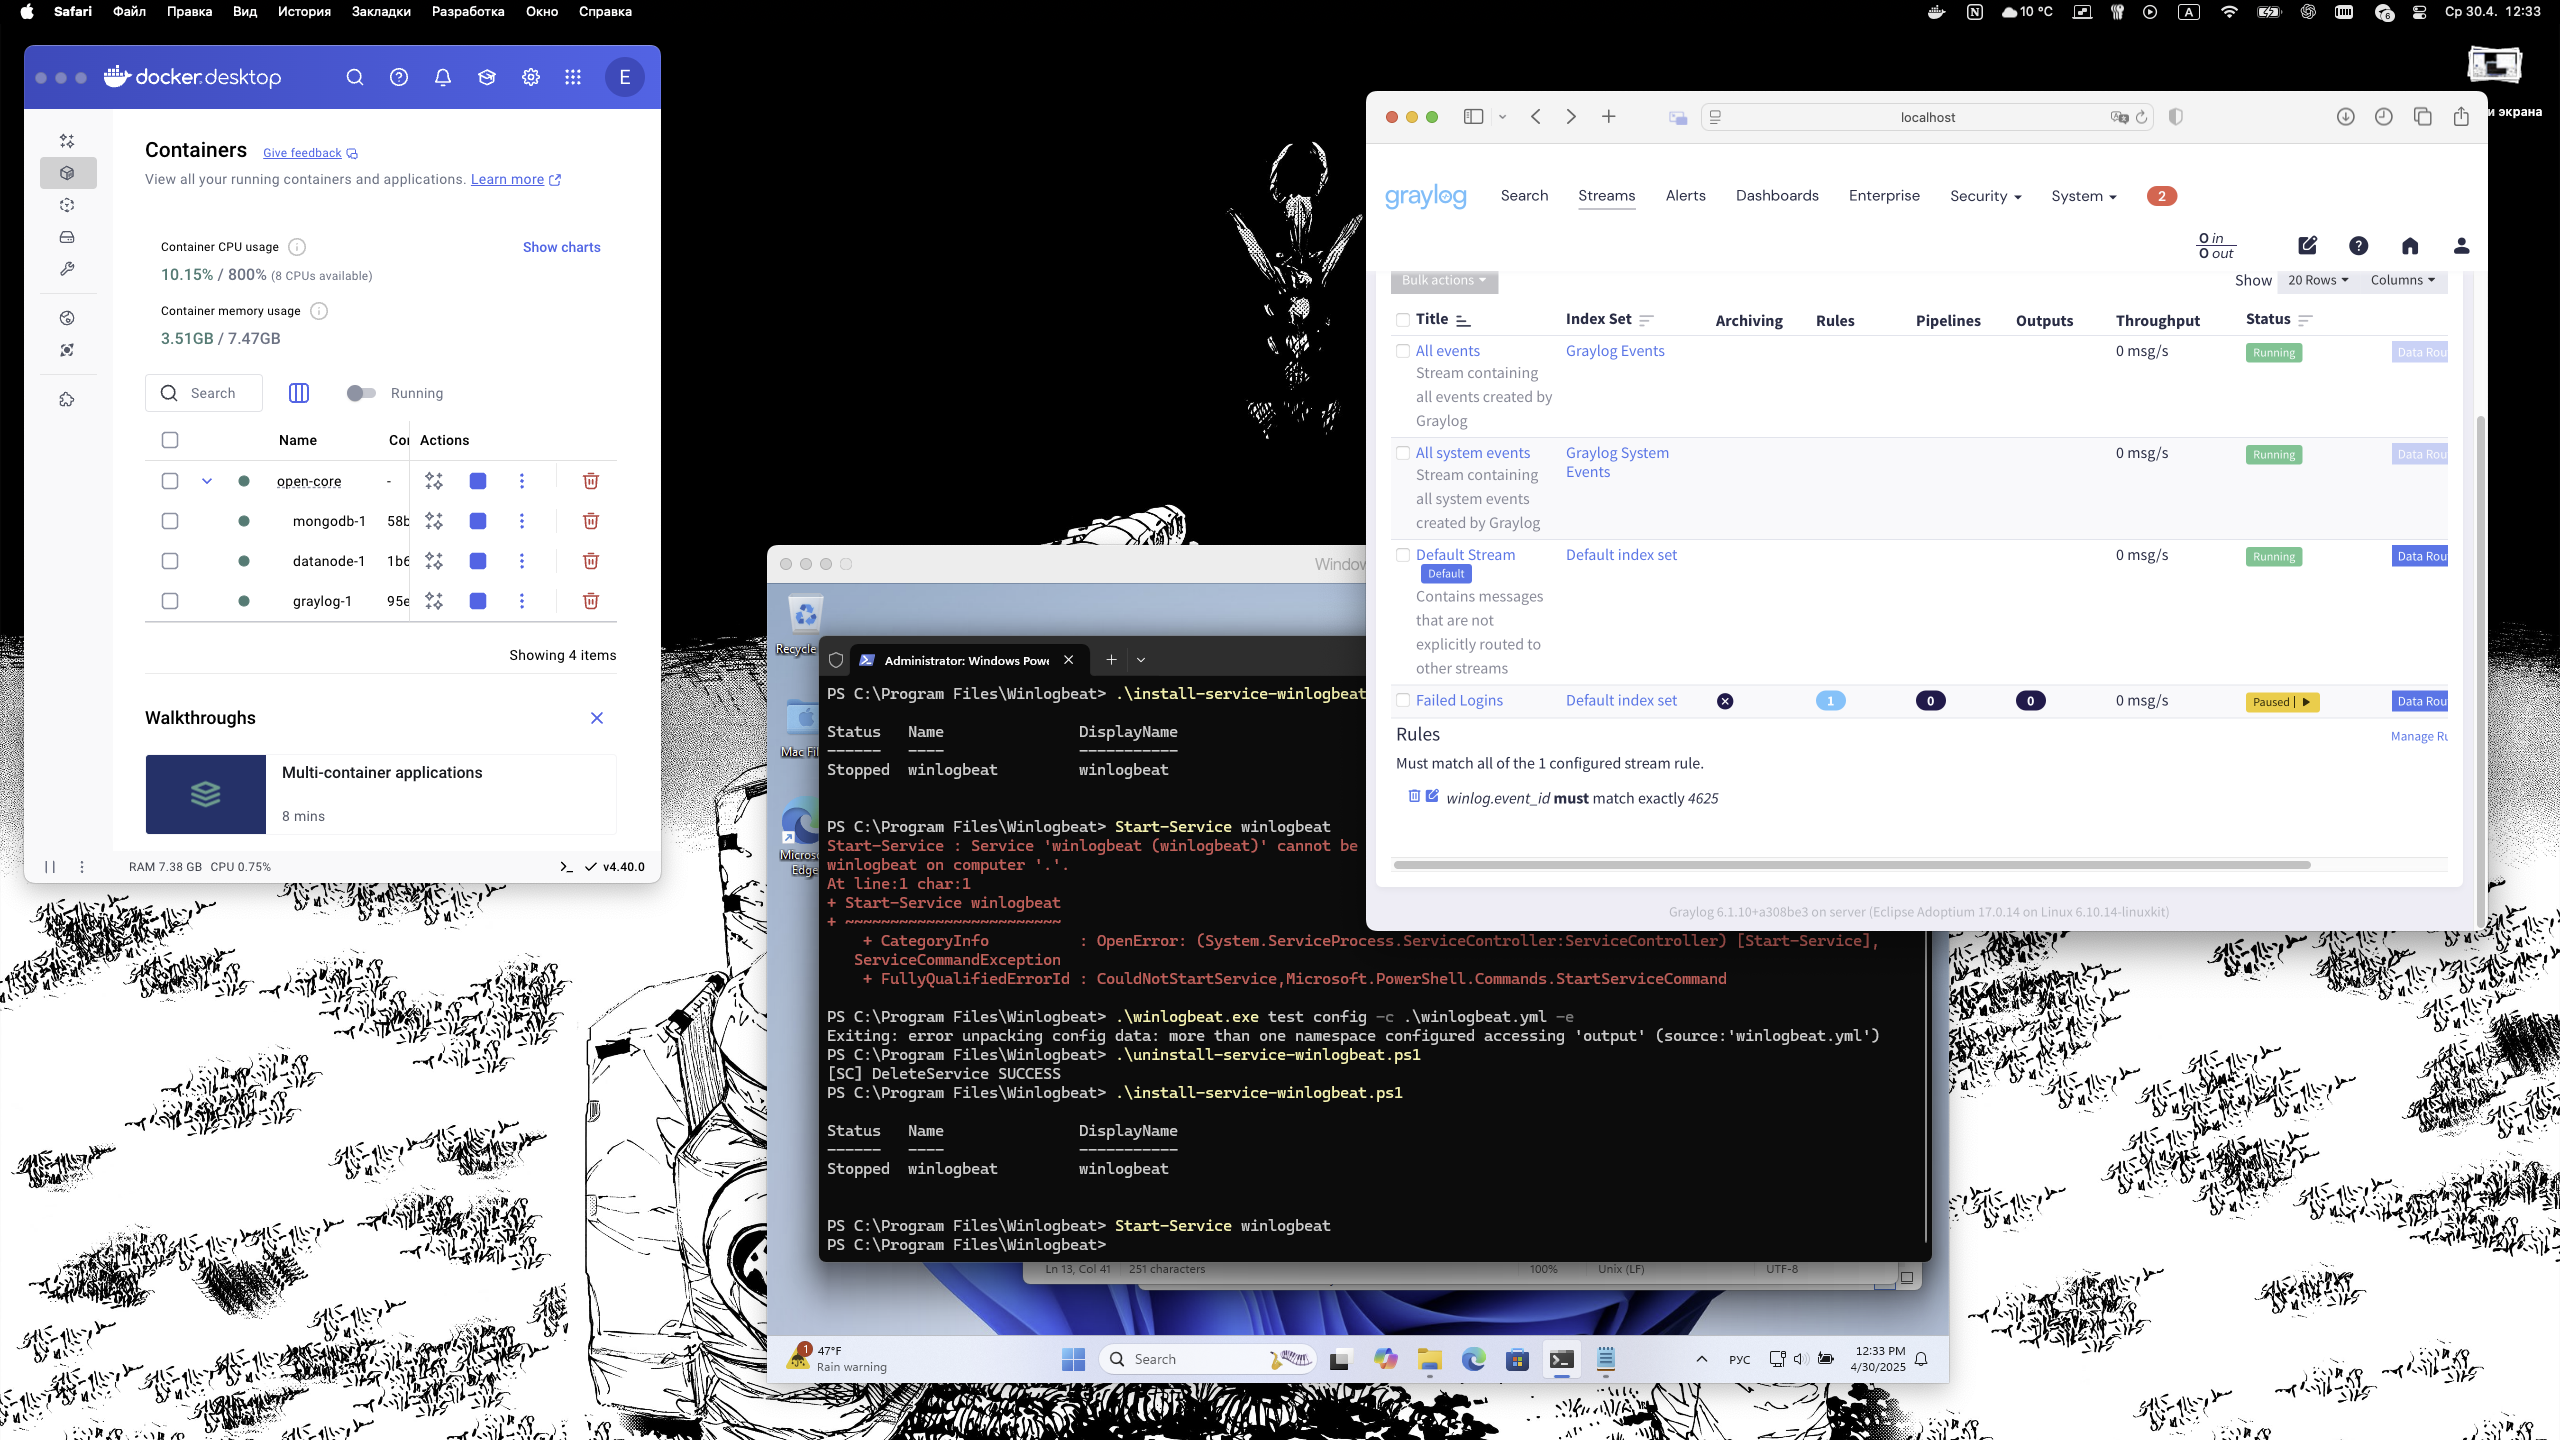 Safari Файл Правка Вид История Закладки Разработка Окно Справка
10 °C A 6 Ср 30.4. 12:33
и экрана
docker.desktop E
Containers Give feedback
View all your running containers and applications. Learn more
Container CPU usage
Show charts
10.15% / 800% (8 CPUs available)
Container memory usage
3.51GB / 7.47GB
Search
Running
Name Actions
open-core -
mongodb-1 58b
datanode-1 1b6
graylog-1 95e
Showing 4 items
Walkthroughs
Multi-container applications
8 mins
RAM 7.38 GB CPU 0.75%
v4.40.0
localhost
graylog Search Streams Alerts Dashboards Enterprise Security System 2
0 in
0 out
Bulk actions
Show 20 Rows Columns
Title Index Set Archiving Rules Pipelines Outputs Throughput Status
All events Graylog Events 0 msg/s Running Data Rou
Stream containing
all events created by
Graylog
All system events Graylog System
Events 0 msg/s Running Data Rou
Stream containing
all system events
created by Graylog
Default Stream Default index set 0 msg/s Running Data Rou
Default
Contains messages
that are not
explicitly routed to
other streams
Failed Logins Default index set 1 0 0 0 msg/s Paused | Data Rou
Rules
Manage Ru
Must match all of the 1 configured stream rule.
winlog.event_id must match exactly 4625
Graylog 6.1.10+a308be3 on server (Eclipse Adoptium 17.0.14 on Linux 6.10.14-linuxkit)
Window
Recycle
Mac Fil
Micros
Edge
Administrator: Windows Powe
PS C:\Program Files\Winlogbeat> .\install-service-winlogbeat
Status Name DisplayName
------ ---- -----------
Stopped winlogbeat winlogbeat
PS C:\Program Files\Winlogbeat> Start-Service winlogbeat
Start-Service : Service 'winlogbeat (winlogbeat)' cannot be
winlogbeat on computer '.'.
At line:1 char:1
+ Start-Service winlogbeat
+ ~~~~~~~~~~~~~~~~~~~~~~~~
+ CategoryInfo : OpenError: (System.ServiceProcess.ServiceController:ServiceController) [Start-Service],
ServiceCommandException
+ FullyQualifiedErrorId : CouldNotStartService,Microsoft.PowerShell.Commands.StartServiceCommand
PS C:\Program Files\Winlogbeat> .\winlogbeat.exe test config -c .\winlogbeat.yml -e
Exiting: error unpacking config data: more than one namespace configured accessing 'output' (source:'winlogbeat.yml')
PS C:\Program Files\Winlogbeat> .\uninstall-service-winlogbeat.ps1
[SC] DeleteService SUCCESS
PS C:\Program Files\Winlogbeat> .\install-service-winlogbeat.ps1
Status Name DisplayName
------ ---- -----------
Stopped winlogbeat winlogbeat
PS C:\Program Files\Winlogbeat> Start-Service winlogbeat
PS C:\Program Files\Winlogbeat>
Ln 13, Col 41 251 characters 100% Unix (LF) UTF-8
1 47°F
Rain warning
Search
РУС
12:33 PM
4/30/2025